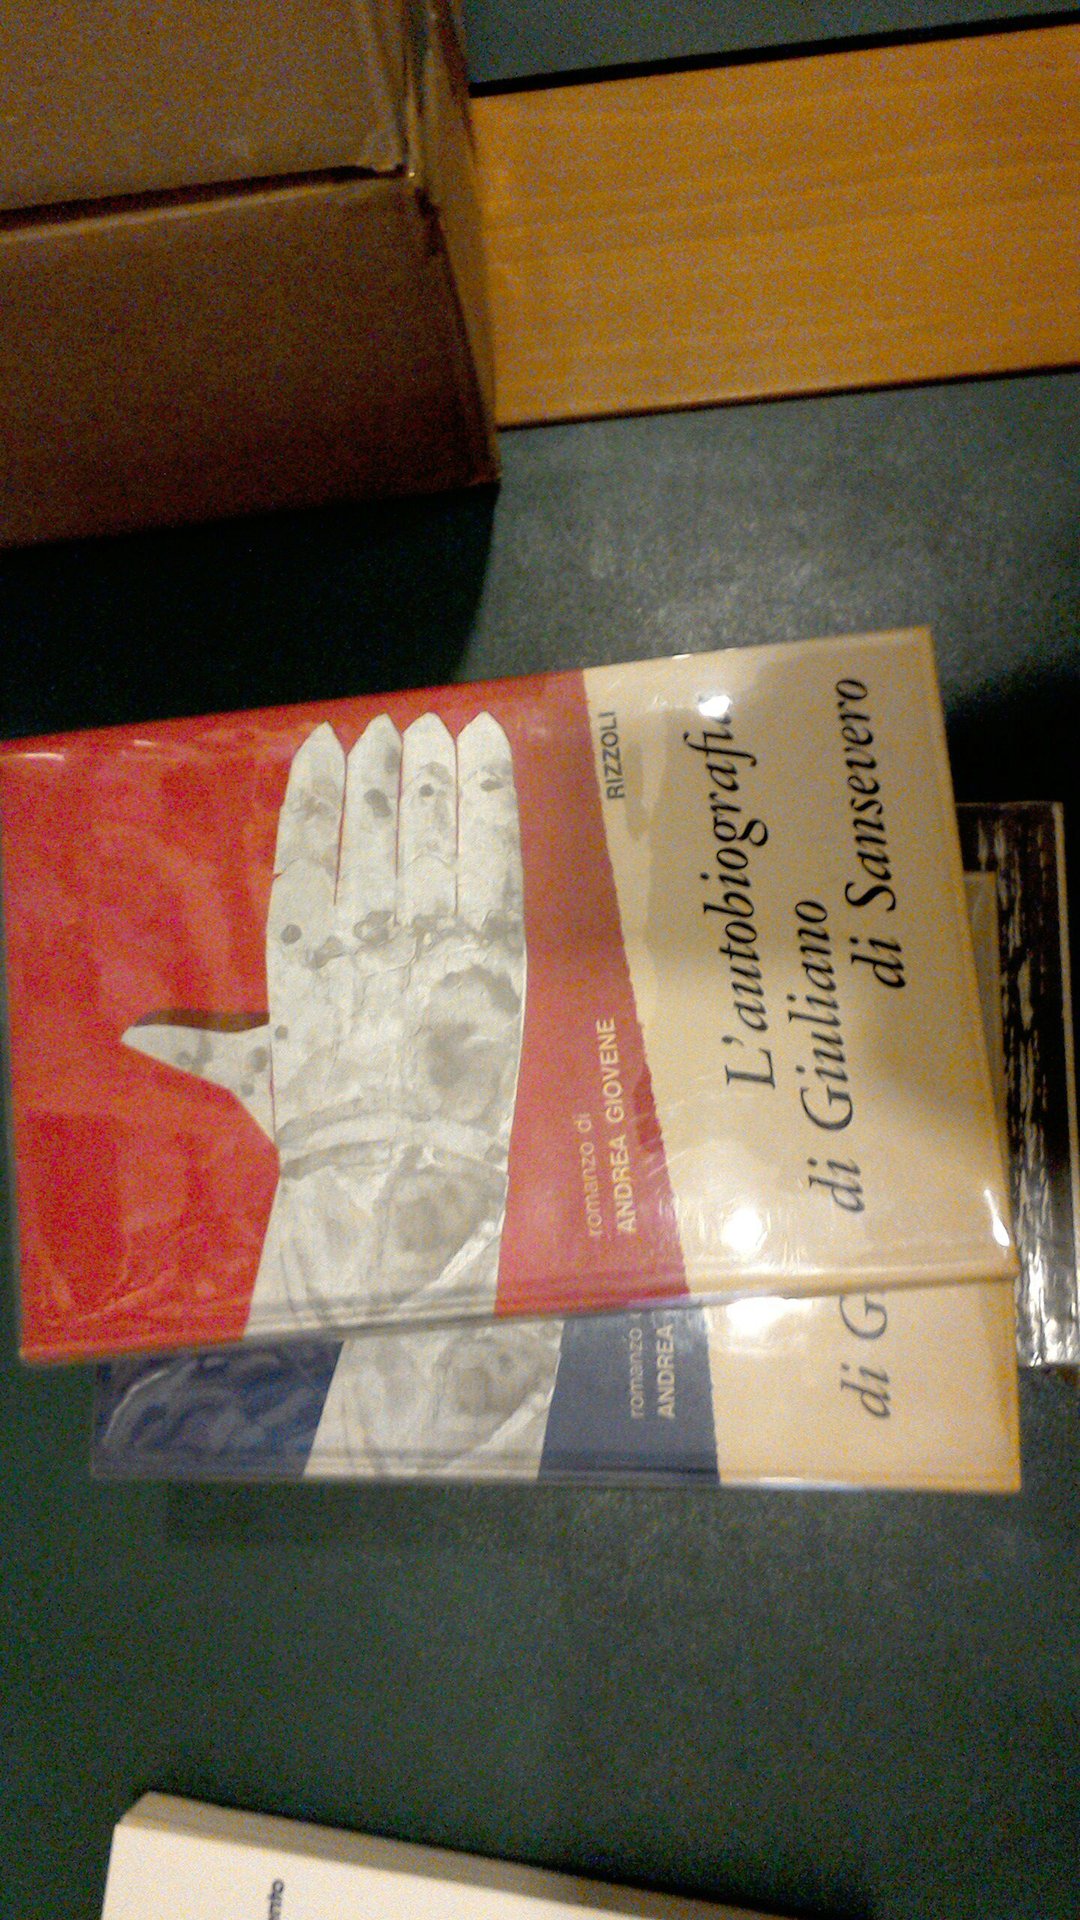 L'autobiografia
di Giuliano
di Sansevero
RIZZOLI
romanzo di
ANDREA GIOVENE
di G
romanzo
ANDREA